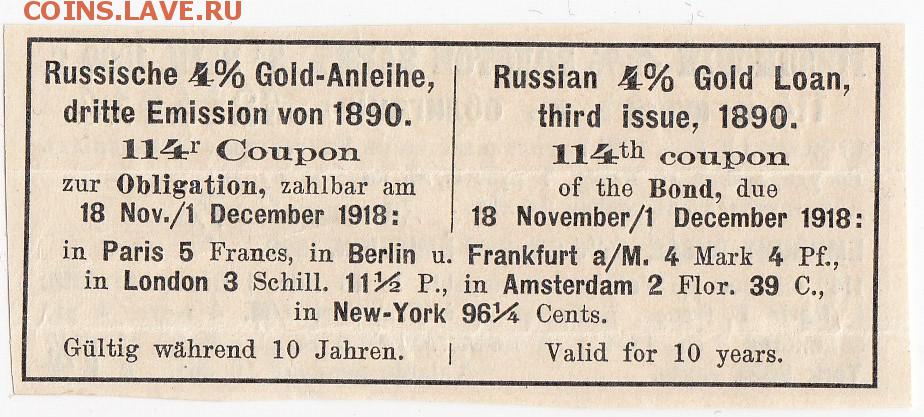 COINS.LAVE.RU
Russische 4% Gold-Anleihe,
dritte Emission von 1890.
114r Coupon
zur Obligation, zahlbar am
18 Nov./1 December 1918:
Russian 4% Gold Loan,
third issue, 1890.
114th coupon
of the Bond, due
18 November/1 December 1918:
in Paris 5 Francs, in Berlin u. Frankfurt a/M. 4 Mark 4 Pf.,
in London 3 Schill. 11½ P., in Amsterdam 2 Flor. 39 C.,
in New-York 96¼ Cents.
Gültig während 10 Jahren.
Valid for 10 years.